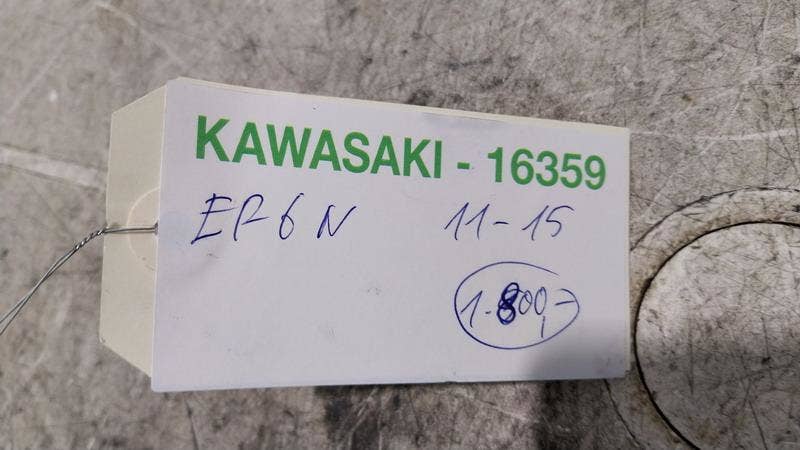 KAWASAKI - 16359
ER6N 11-15
1.800,-